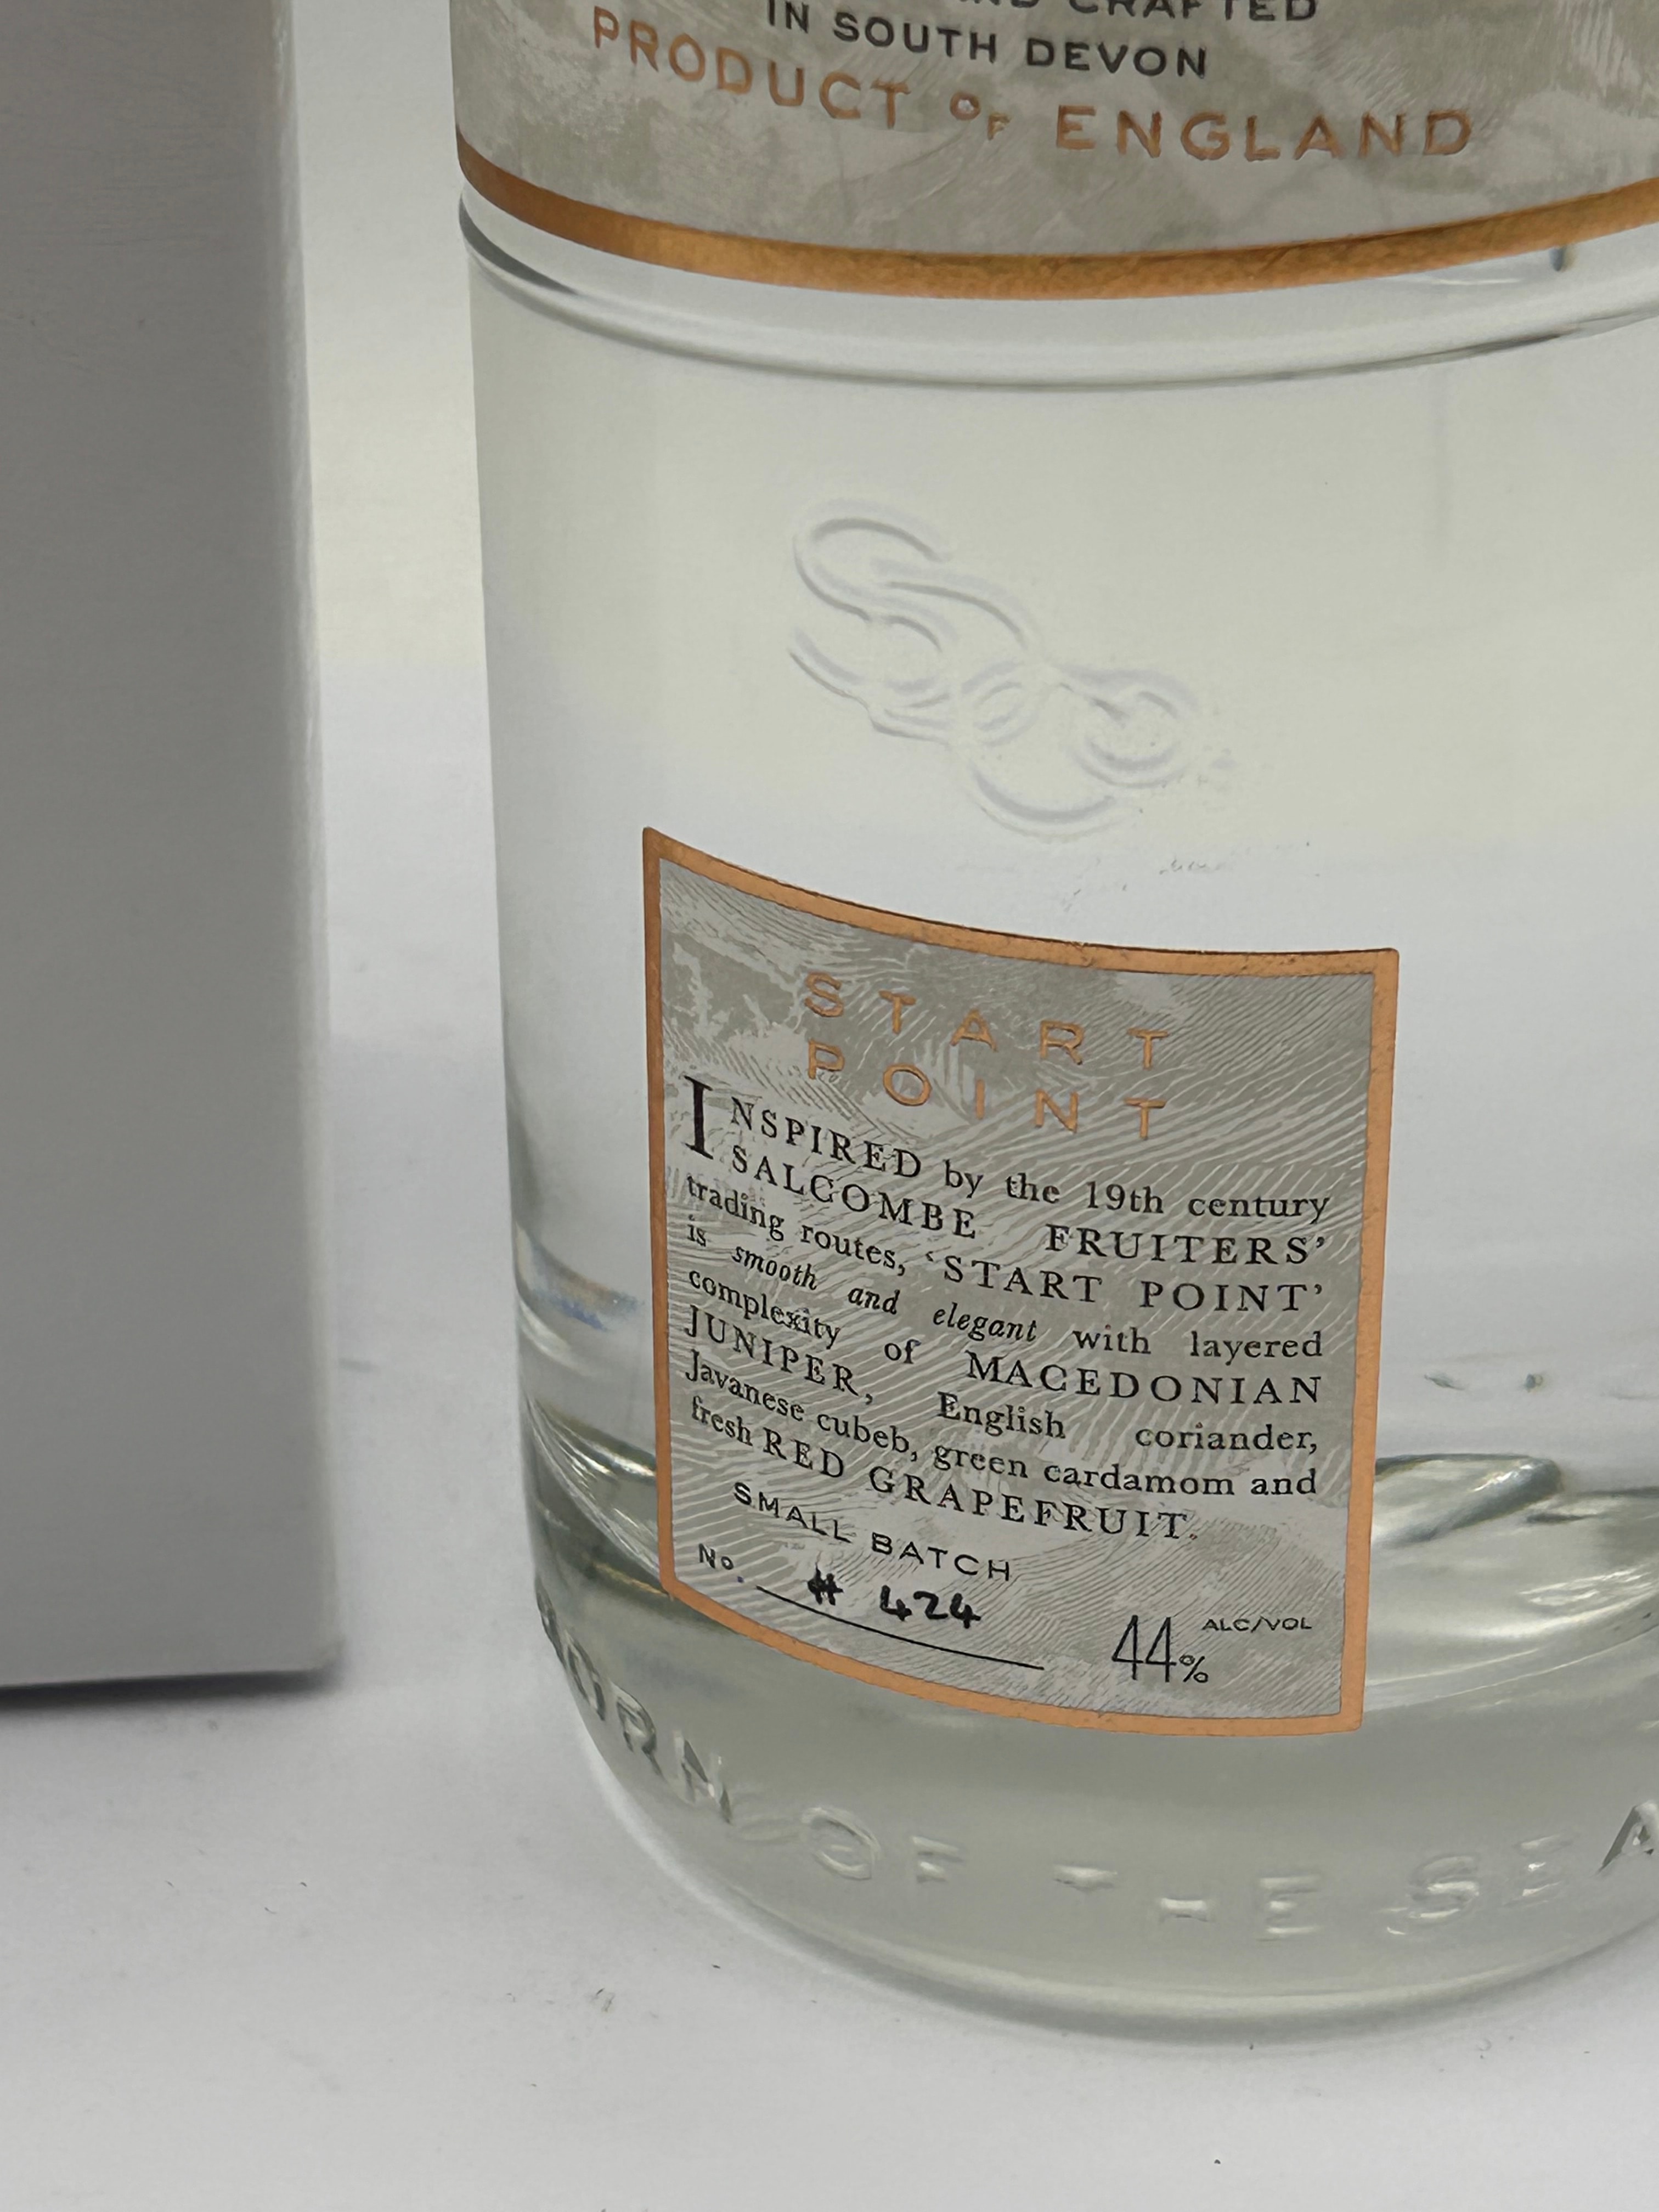 CRAFTED
IN SOUTH DEVON
PRODUCT OF ENGLAND
START
POINT
INSPIRED by the 19th century
SALCOMBE FRUITERS'
trading routes, 'START POINT'
is smooth and elegant with layered
complexity of MACEDONIAN
JUNIPER, English coriander,
Javanese cubeb, green cardamom and
fresh RED GRAPEFRUIT.
SMALL BATCH
No. # 424
44% ALC/VOL
BORN OF THE SEA